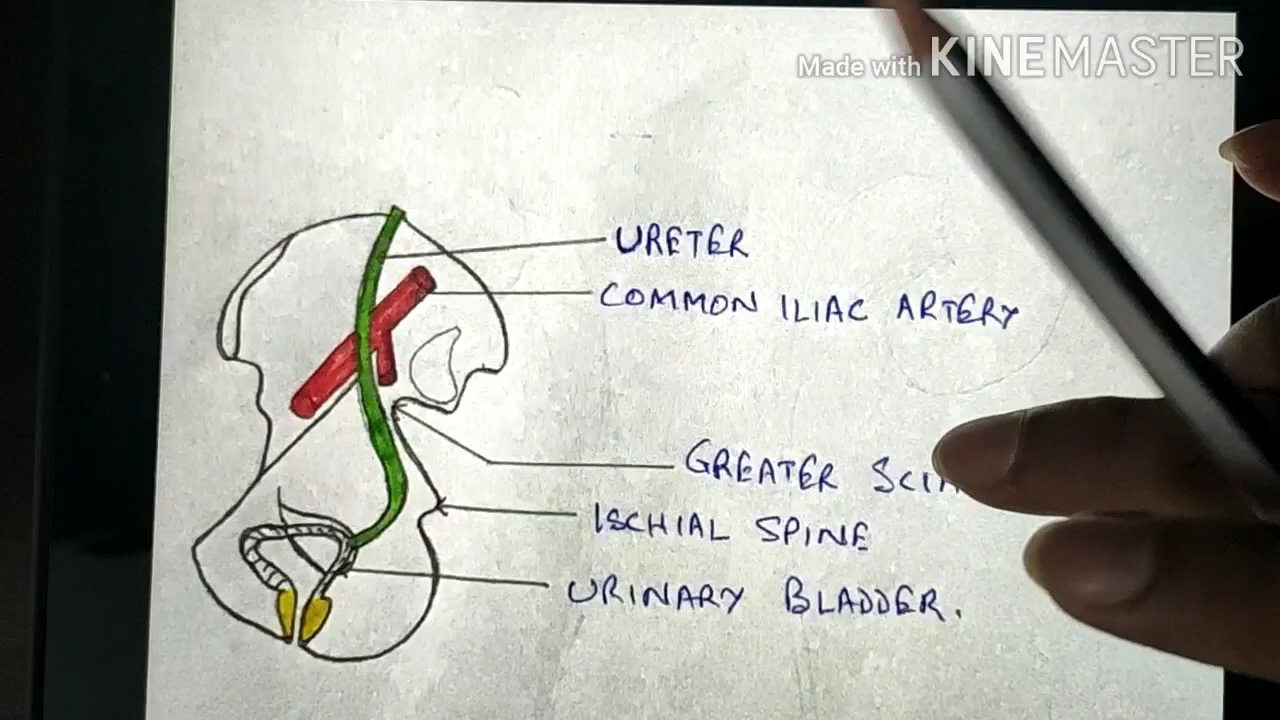 Made with KINEMASTER
URETER
COMMON ILIAC ARTERY
GREATER
ISCHIAL SPINE
URINARY BLADDER.